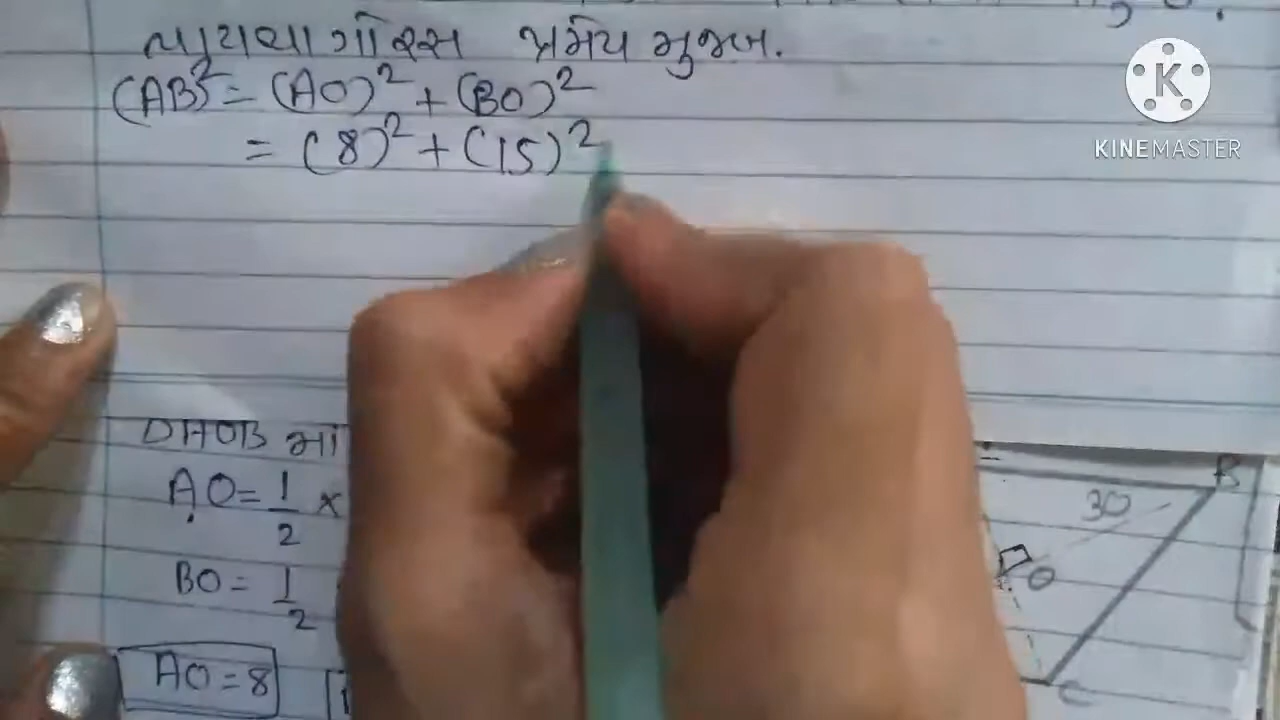 પાયથાગોરસ પ્રમેય મુજબ.
(AB)² = (AO)² + (BO)²
= (8)² + (15)²
K
KINEMASTER
ΔAOB માં
AO = 1/2 ×
BO = 1/2
AO = 8
B
30
O
C